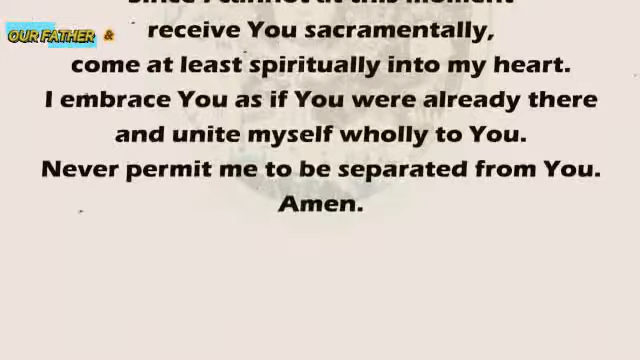 Since I cannot at this moment
receive You sacramentally,
OUR FATHER &
come at least spiritually into my heart.
I embrace You as if You were already there
and unite myself wholly to You.
Never permit me to be separated from You.
Amen.